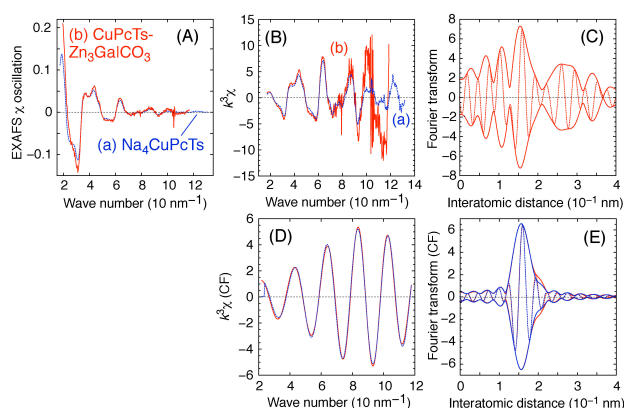 (b) CuPcTs-
Zn3Ga|CO3
(A)
(a) Na4CuPcTs
EXAFS χ oscillation
0.2
0.1
0
−0.1
2 4 6 8 10 12
Wave number (10 nm−1)
(B)
(b)
(a)
k3χ
15
10
5
0
−5
−10
−15
2 4 6 8 10 12 14
Wave number (10 nm−1)
(C)
Fourier transform
8
6
4
2
0
−2
−4
−6
−8
0 1 2 3 4
Interatomic distance (10−1 nm)
(D)
k3χ (CF)
6
4
2
0
−2
−4
−6
2 4 6 8 10 12
Wave number (10 nm−1)
(E)
Fourier transform (CF)
6
4
2
0
−2
−4
−6
0 1 2 3 4
Interatomic distance (10−1 nm)